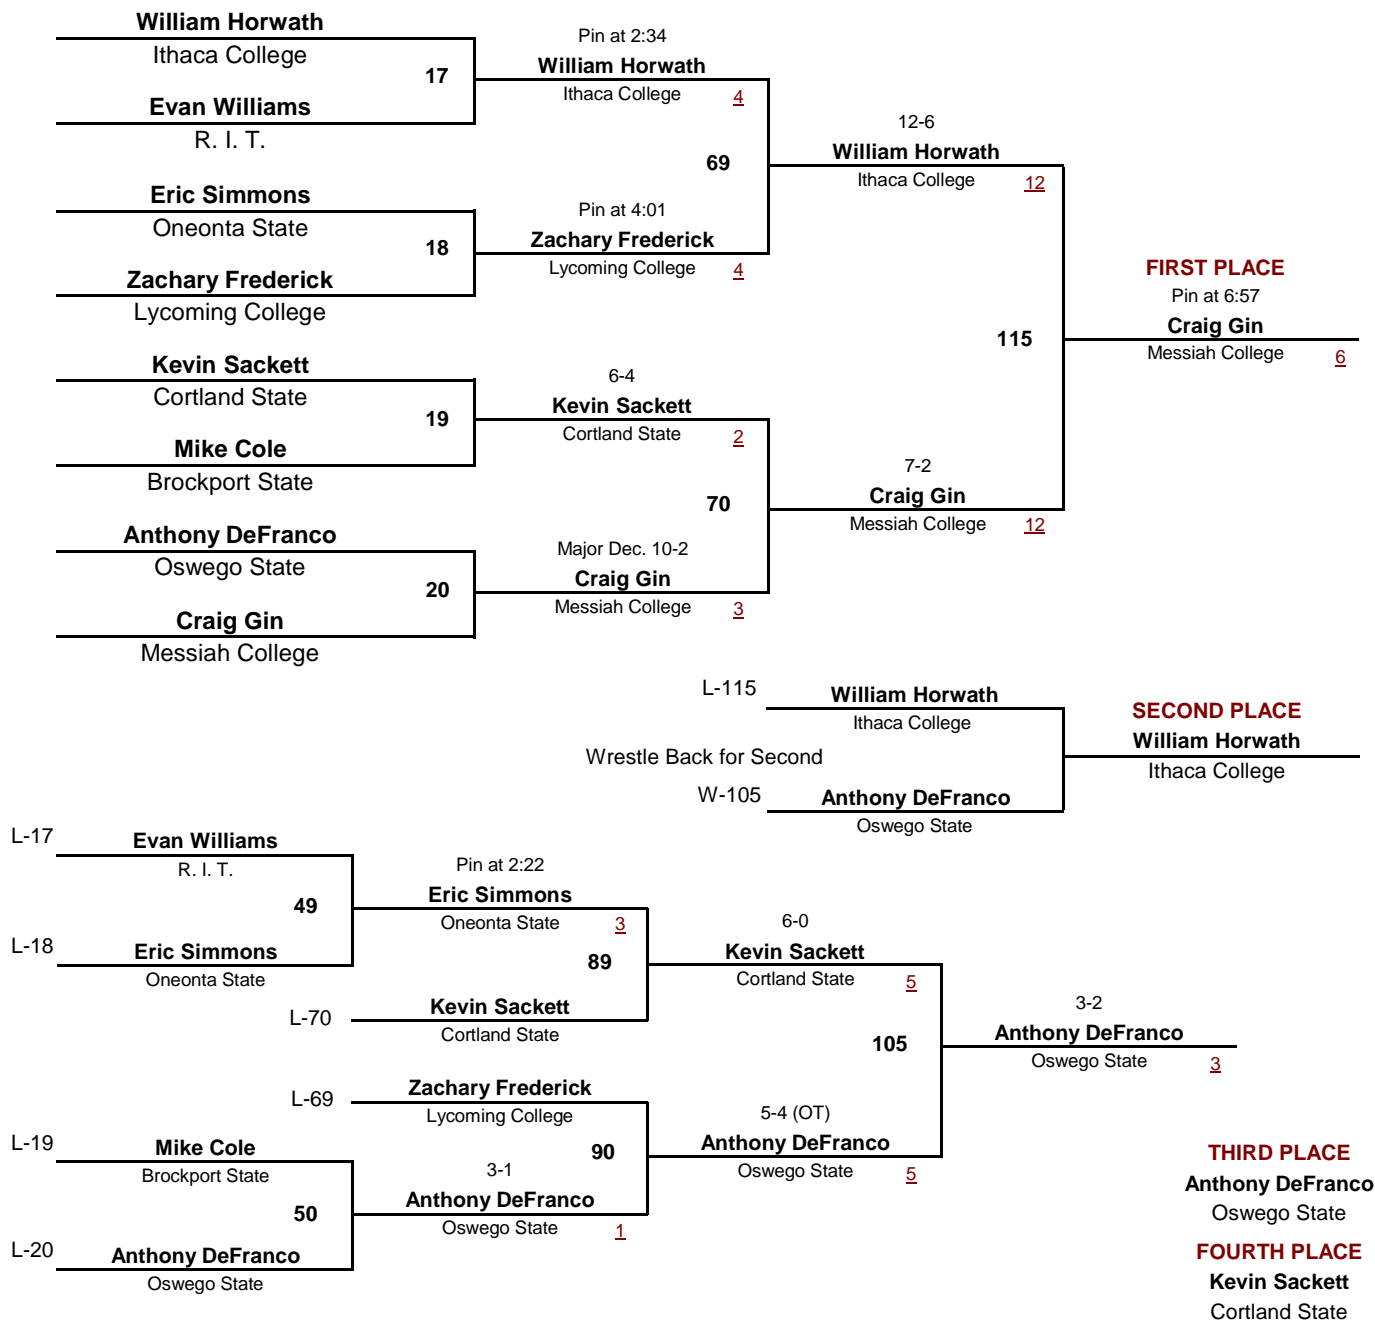 William Horwath
Ithaca College
17
Evan Williams
R. I. T.
Eric Simmons
Oneonta State
18
Zachary Frederick
Lycoming College
Kevin Sackett
Cortland State
19
Mike Cole
Brockport State
Anthony DeFranco
Oswego State
20
Craig Gin
Messiah College
Pin at 2:34
William Horwath
Ithaca College 4
69
Pin at 4:01
Zachary Frederick
Lycoming College 4
6-4
Kevin Sackett
Cortland State 2
70
Major Dec. 10-2
Craig Gin
Messiah College 3
12-6
William Horwath
Ithaca College 12
115
7-2
Craig Gin
Messiah College 12
FIRST PLACE
Pin at 6:57
Craig Gin
Messiah College 6
L-115 William Horwath
Ithaca College
Wrestle Back for Second
W-105 Anthony DeFranco
Oswego State
SECOND PLACE
William Horwath
Ithaca College
L-17 Evan Williams
R. I. T.
49
L-18 Eric Simmons
Oneonta State
Pin at 2:22
Eric Simmons
Oneonta State 3
89
L-70 Kevin Sackett
Cortland State
L-69 Zachary Frederick
Lycoming College
90
L-19 Mike Cole
Brockport State
50
L-20 Anthony DeFranco
Oswego State
3-1
Anthony DeFranco
Oswego State 1
6-0
Kevin Sackett
Cortland State 5
105
5-4 (OT)
Anthony DeFranco
Oswego State 5
3-2
Anthony DeFranco
Oswego State 3
THIRD PLACE
Anthony DeFranco
Oswego State
FOURTH PLACE
Kevin Sackett
Cortland State